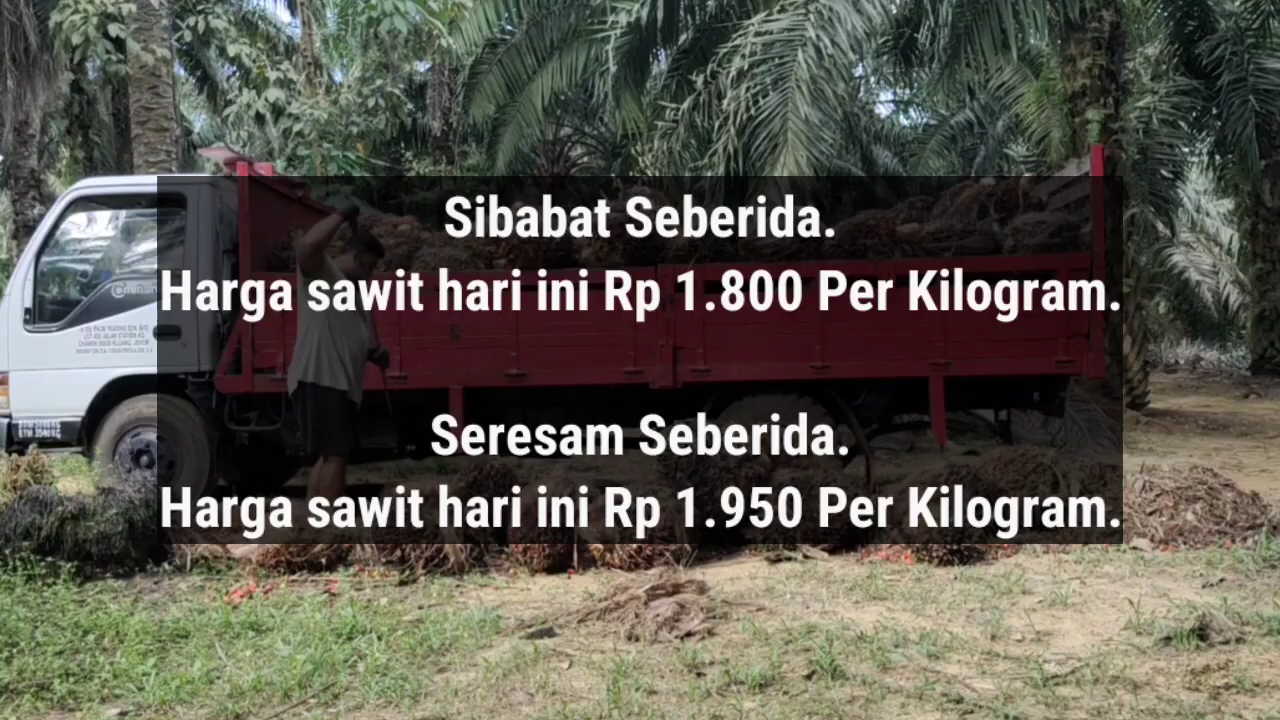 Sibabat Seberida.
Harga sawit hari ini Rp 1.800 Per Kilogram.
Seresam Seberida.
Harga sawit hari ini Rp 1.950 Per Kilogram.